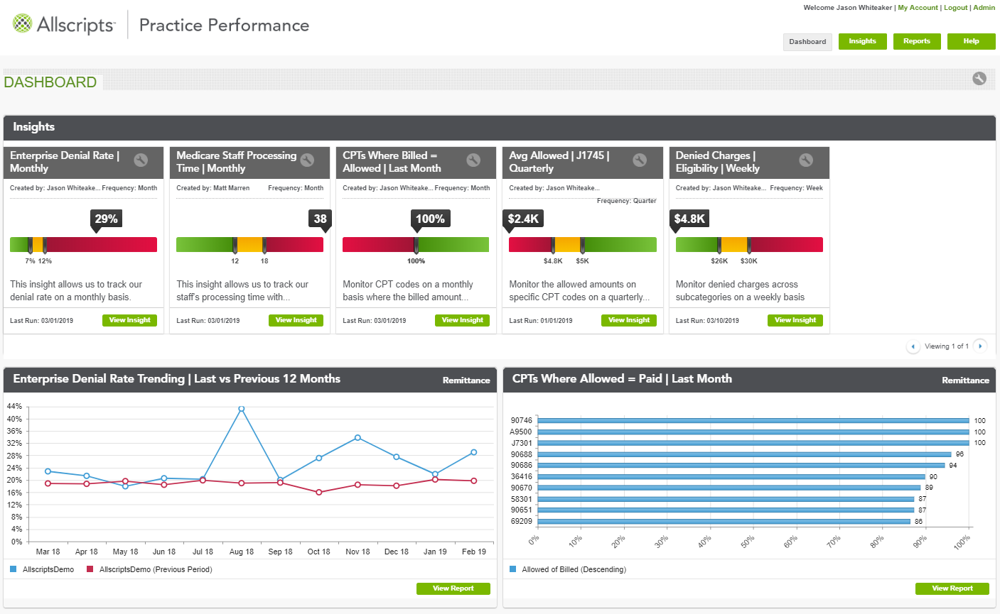 Welcome Jason Whiteaker | My Account | Logout | Admin
Allscripts™ | Practice Performance
Dashboard Insights Reports Help
DASHBOARD
Insights
Enterprise Denial Rate |
Monthly
Created by: Jason Whiteake... Frequency: Month
29%
7% 12%
This insight allows us to track our
denial rate on a monthly basis.
Last Run: 03/01/2019 View Insight
Medicare Staff Processing
Time | Monthly
Created by: Matt Marren Frequency: Month
38
12 18
This insight allows us to track our
staff's processing time with...
Last Run: 03/01/2019 View Insight
CPTs Where Billed =
Allowed | Last Month
Created by: Jason Whiteake... Frequency: Month
100%
100%
Monitor CPT codes on a monthly
basis where the billed amount...
Last Run: 03/01/2019 View Insight
Avg Allowed | J1745 |
Quarterly
Created by: Jason Whiteake...
Frequency: Quarter
$2.4K
$4.8K $5K
Monitor the allowed amounts on
specific CPT codes on a quarterly...
Last Run: 01/01/2019 View Insight
Denied Charges |
Eligibility | Weekly
Created by: Jason Whiteake... Frequency: Week
$4.8K
$26K $30K
Monitor denied charges across
subcategories on a weekly basis
Last Run: 03/10/2019 View Insight
Viewing 1 of 1
Enterprise Denial Rate Trending | Last vs Previous 12 Months Remittance
44%
40%
36%
32%
28%
24%
20%
16%
12%
8%
4%
0%
Mar 18 Apr 18 May 18 Jun 18 Jul 18 Aug 18 Sep 18 Oct 18 Nov 18 Dec 18 Jan 19 Feb 19
AllscriptsDemo AllscriptsDemo (Previous Period)
View Report
CPTs Where Allowed = Paid | Last Month Remittance
90746 100
A9500 100
J7301 100
90688 96
90686 94
36416 90
90670 89
58301 87
90651 87
69209 86
0% 10% 20% 30% 40% 50% 60% 70% 80% 90% 100%
Allowed of Billed (Descending)
View Report